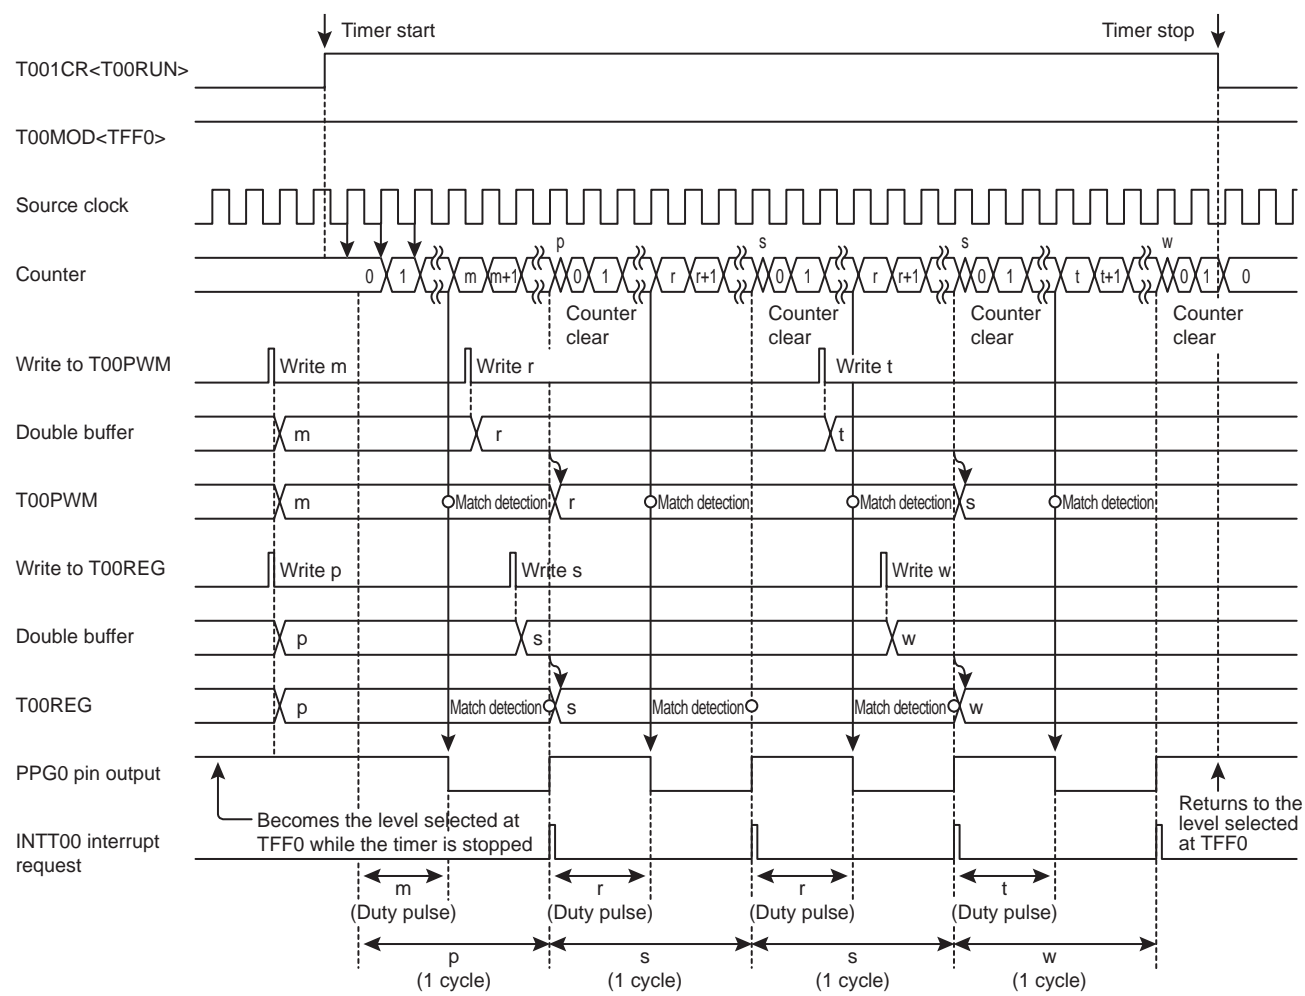 Timer start
Timer stop
T001CR<T00RUN>
T00MOD<TFF0>
Source clock
p s s w
Counter
0 1 m m+1 0 1 r r+1 0 1 r r+1 0 1 t t+1 0 1 0
Counter clear
Counter clear
Counter clear
Counter clear
Write to T00PWM
Write m
Write r
Write t
Double buffer
m
r
t
T00PWM
m
Match detection
r
Match detection
Match detection
s
Match detection
Write to T00REG
Write p
Write s
Write w
Double buffer
p
s
w
T00REG
p
Match detection
s
Match detection
Match detection
w
PPG0 pin output
Becomes the level selected at
TFF0 while the timer is stopped
Returns to the
level selected
at TFF0
INTT00 interrupt
request
m
(Duty pulse)
r
(Duty pulse)
r
(Duty pulse)
t
(Duty pulse)
p
(1 cycle)
s
(1 cycle)
s
(1 cycle)
w
(1 cycle)